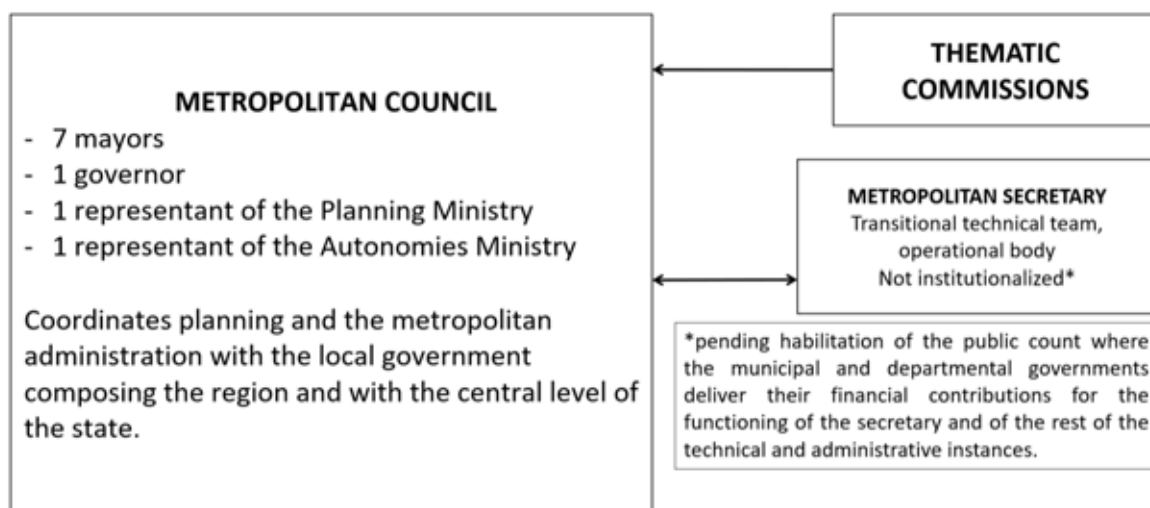 METROPOLITAN COUNCIL
- 7 mayors
- 1 governor
- 1 representant of the Planning Ministry
- 1 representant of the Autonomies Ministry
Coordinates planning and the metropolitan
administration with the local government
composing the region and with the central level of
the state.
THEMATIC
COMMISSIONS
METROPOLITAN SECRETARY
Transitional technical team,
operational body
Not institutionalized*
*pending habilitation of the public count where
the municipal and departmental governments
deliver their financial contributions for the
functioning of the secretary and of the rest of the
technical and administrative instances.